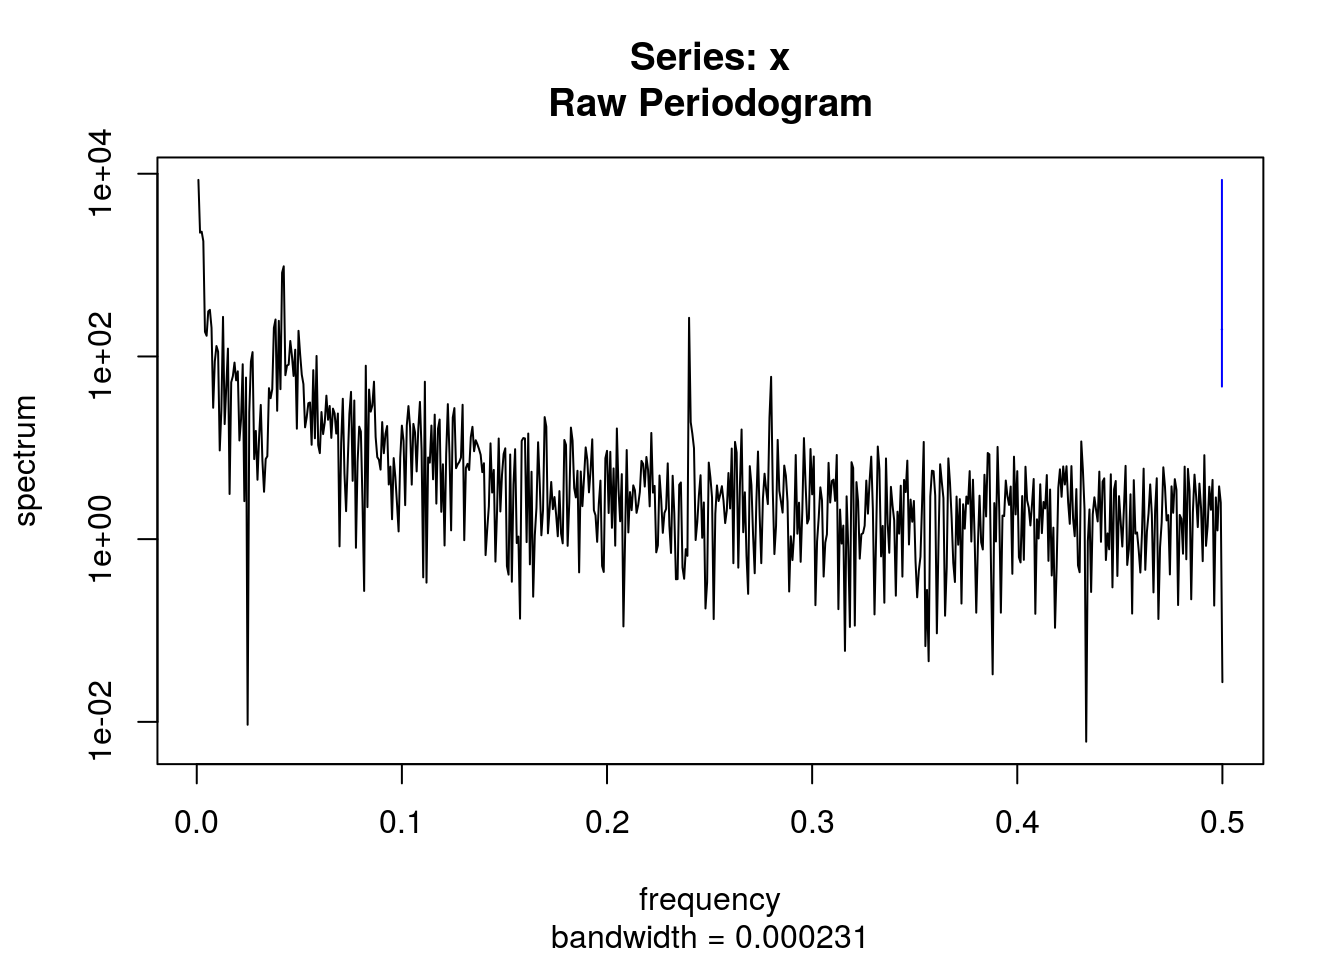 Series: x
Raw Periodogram
1e+04
1e+02
1e+00
1e-02
spectrum
0.0 0.1 0.2 0.3 0.4 0.5
frequency
bandwidth = 0.000231